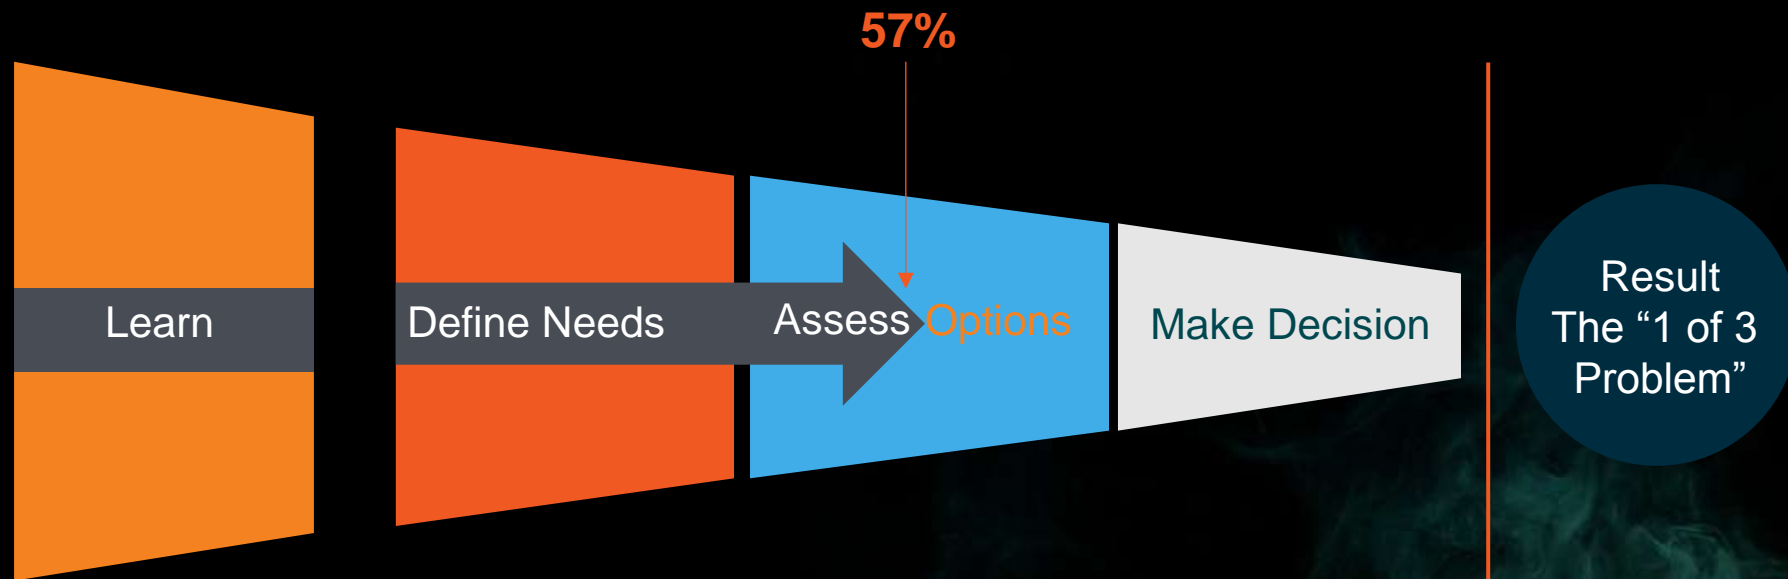 57%
Learn
Define Needs
Assess Options
Make Decision
Result
The “1 of 3
Problem”